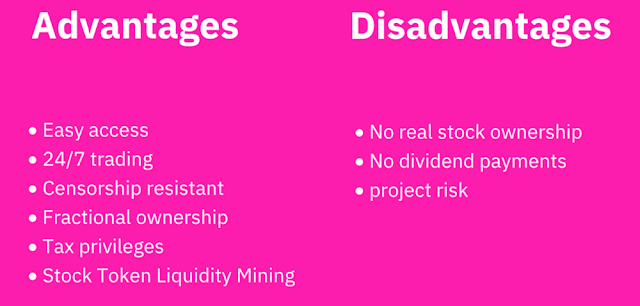 Advantages
• Easy access
• 24/7 trading
• Censorship resistant
• Fractional ownership
• Tax privileges
• Stock Token Liquidity Mining
Disadvantages
• No real stock ownership
• No dividend payments
• project risk